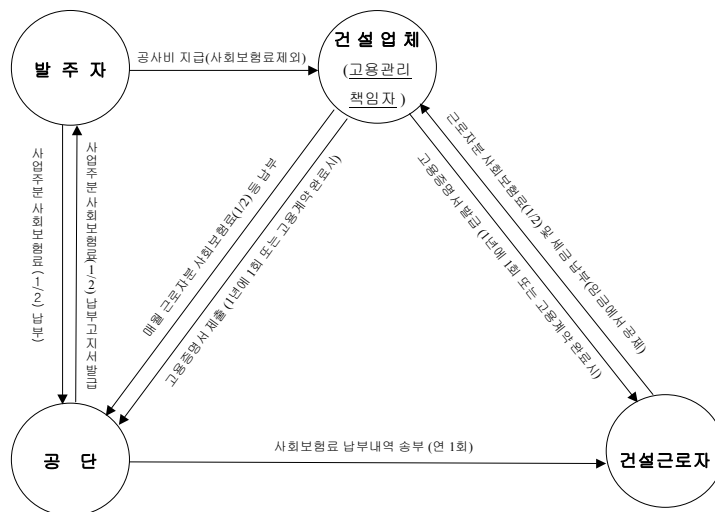 건 설 업 체
발 주 자
공사비 지급(사회보험료제외)
(고용관리
책임자 )
사업주분 사회보험료(1/2) 납부)
사업주분 사회보험료(1/2) 납부고지서발급
매월 근로자분 사회보험료(1/2) 등 납부
고용증명서 제출 (1년에 1회 또는 고용계약 완료시)
고용증명서 발급 (1년에 1회 또는 고용계약 완료시)
근로자분 사회보험료(1/2) 및 세금 납부(임금에서 공제)
공 단
사회보험료 납부내역 송부 (연 1회)
건설근로자